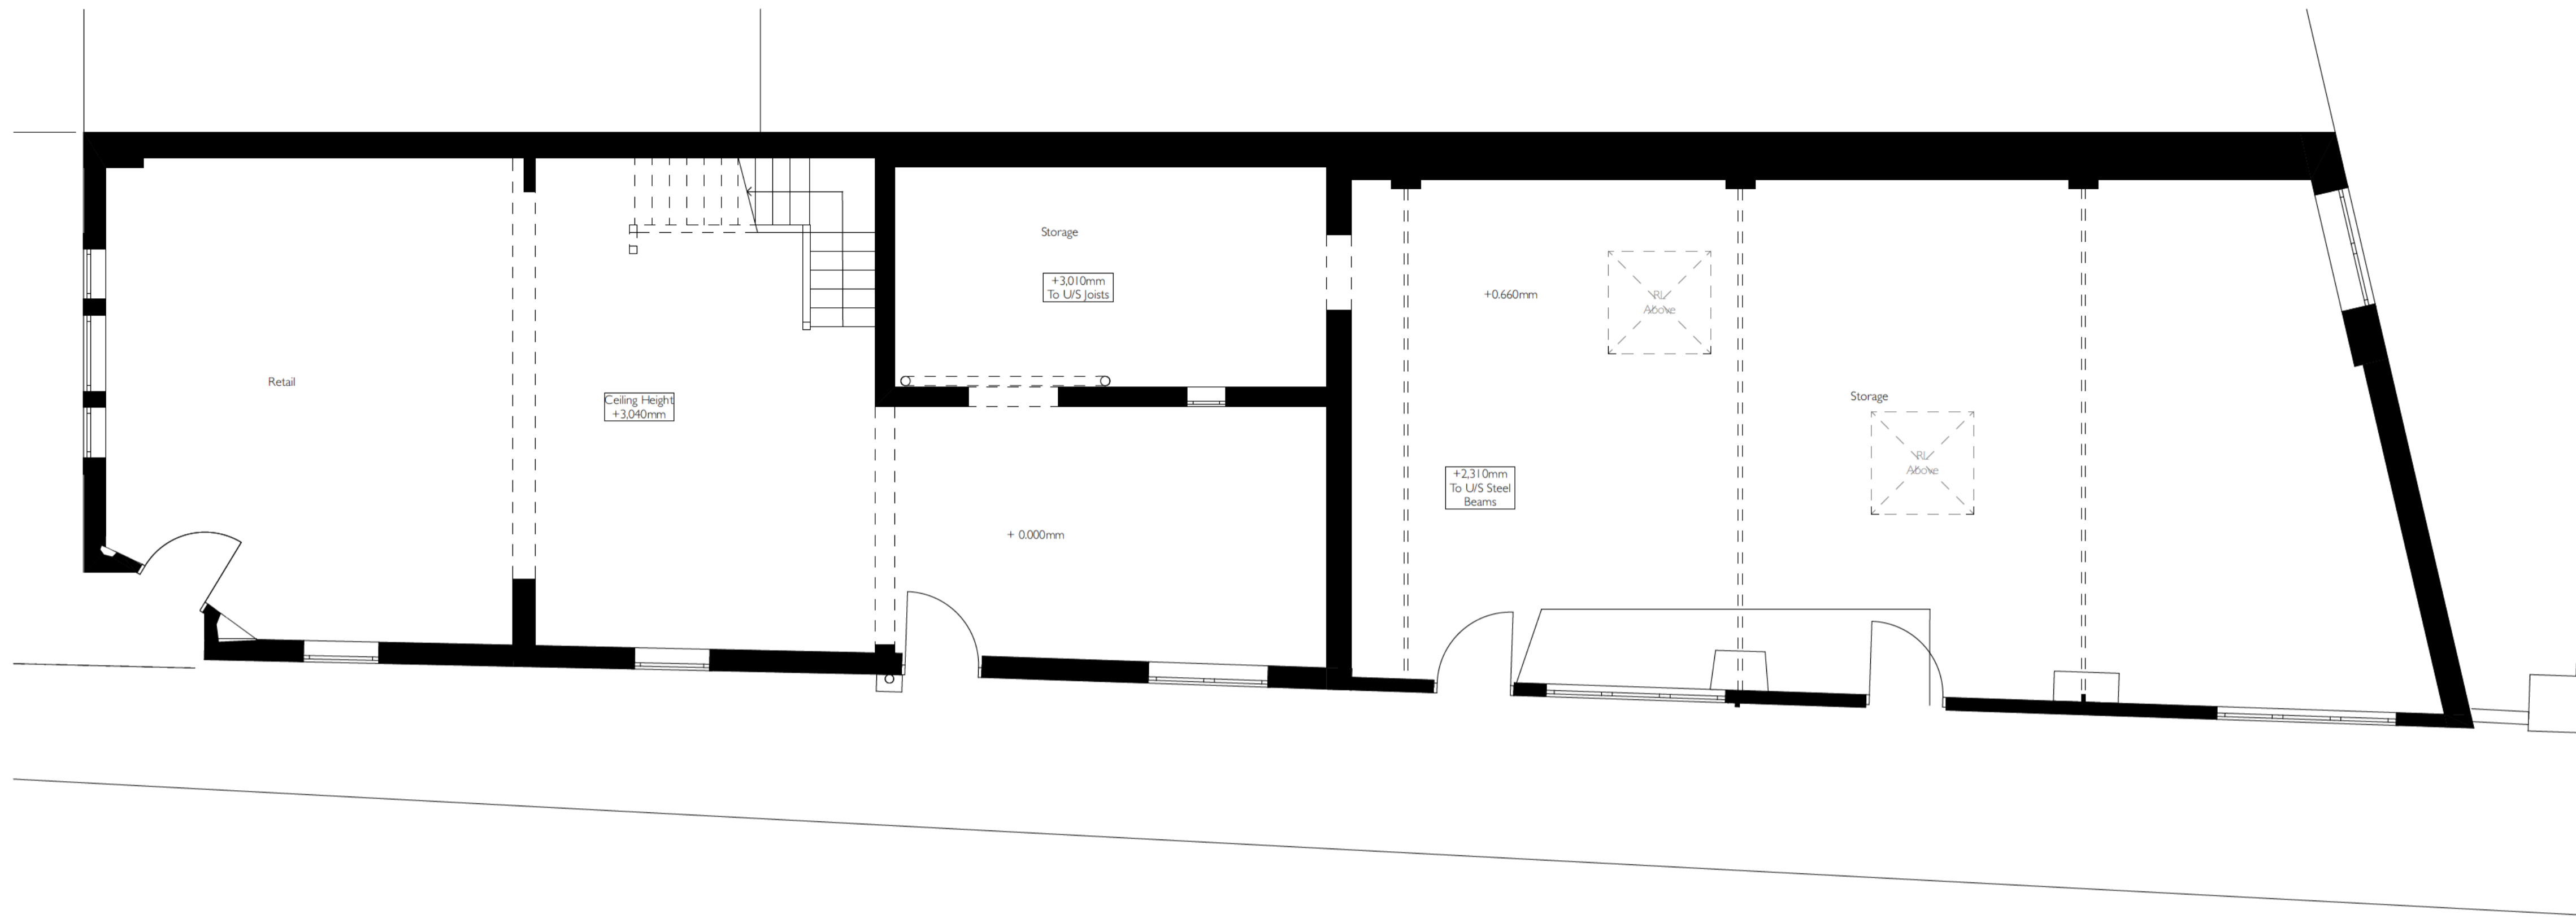 Storage
+3,010mm
To U/S Joists
+0.660mm
RL
Above
Retail
Ceiling Height
+3,040mm
Storage
RL
Above
+2,310mm
To U/S Steel
Beams
+ 0.000mm